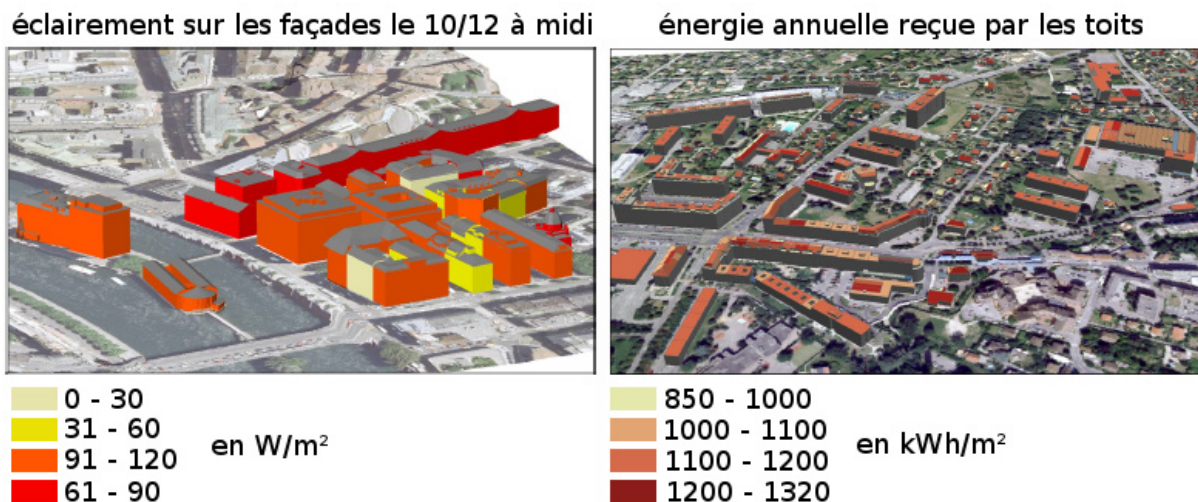 éclairement sur les façades le 10/12 à midi
énergie annuelle reçue par les toits
0 - 30
31 - 60
91 - 120
61 - 90
en W/m²
850 - 1000
1000 - 1100
1100 - 1200
1200 - 1320
en kWh/m²